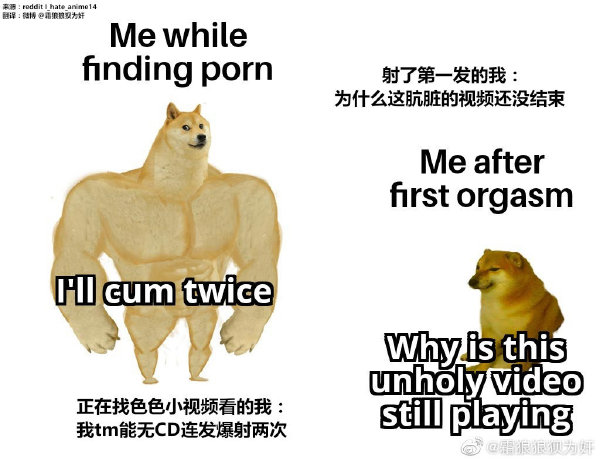 来源：reddit I_hate_anime14
翻译：微博 @霜狼狼狈为奸
Me while
finding porn
I'll cum twice
正在找色色小视频看的我：
我tm能无CD连发爆射两次
射了第一发的我：
为什么这肮脏的视频还没结束
Me after
first orgasm
Why is this
unholy video
still playing
@霜狼狼狈为奸